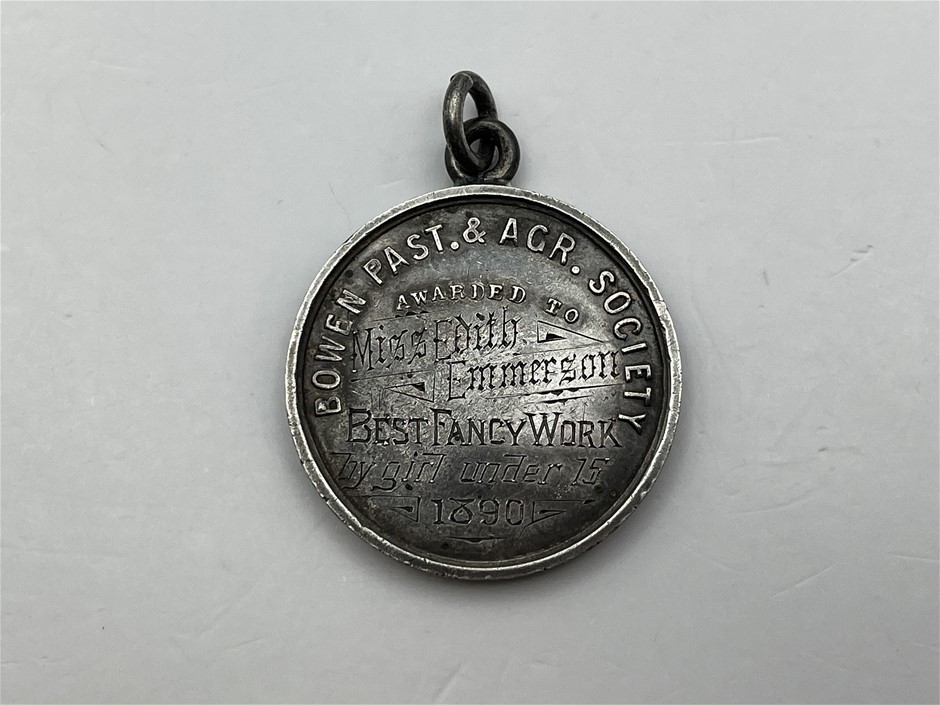 BOWEN PAST. & AGR. SOCIETY
AWARDED TO
Miss Edith
Emmerson
BEST FANCY WORK
by girl under 15
1890